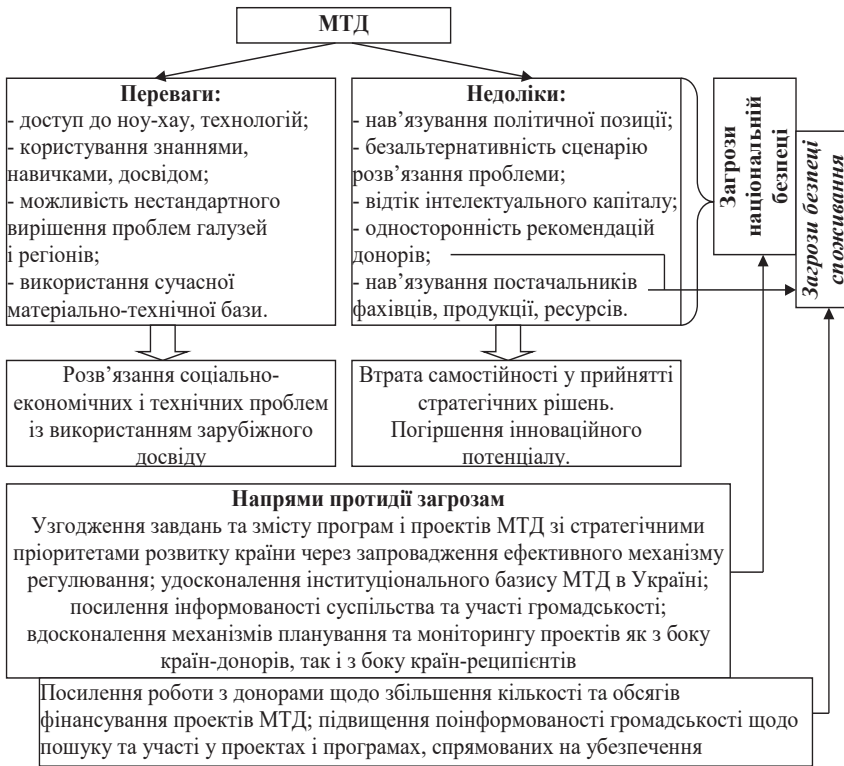 МТД
Переваги:
- доступ до ноу-хау, технологій;
- користування знаннями,
навичками, досвідом;
- можливість нестандартного
вирішення проблем галузей
і регіонів;
- використання сучасної
матеріально-технічної бази.
Недоліки:
- нав’язування політичної позиції;
- безальтернативність сценарію
розв’язання проблеми;
- відтік інтелектуального капіталу;
- односторонність рекомендацій
донорів;
- нав’язування постачальників
фахівців, продукції, ресурсів.
Загрози
національній
безпеці
Загрози безпеці
споживання
Розв’язання соціально-
економічних і технічних проблем
із використанням зарубіжного
досвіду
Втрата самостійності у прийнятті
стратегічних рішень.
Погіршення інноваційного
потенціалу.
Напрями протидії загрозам
Узгодження завдань та змісту програм і проектів МТД зі стратегічними
пріоритетами розвитку країни через запровадження ефективного механізму
регулювання; удосконалення інституціонального базису МТД в Україні;
посилення інформованості суспільства та участі громадськості;
вдосконалення механізмів планування та моніторингу проектів як з боку
країн-донорів, так і з боку країн-реципієнтів
Посилення роботи з донорами щодо збільшення кількості та обсягів
фінансування проектів МТД; підвищення поінформованості громадськості щодо
пошуку та участі у проектах і програмах, спрямованих на убезпечення